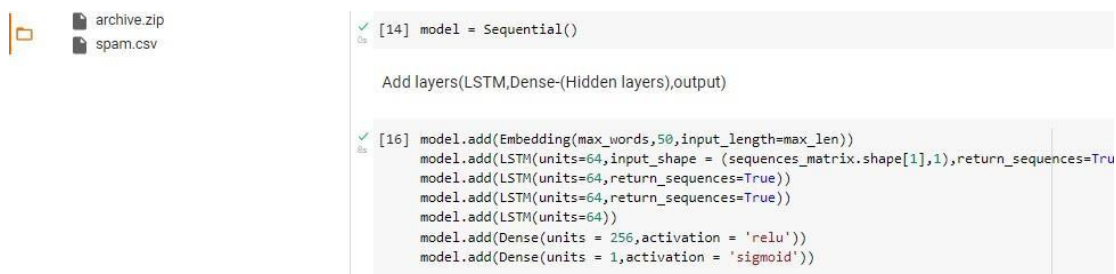 archive.zip
spam.csv
[14] model = Sequential()
0s
Add layers(LSTM,Dense-(Hidden layers),output)
[16] model.add(Embedding(max_words,50,input_length=max_len))
model.add(LSTM(units=64,input_shape = (sequences_matrix.shape[1],1),return_sequences=Tru
model.add(LSTM(units=64,return_sequences=True))
model.add(LSTM(units=64,return_sequences=True))
model.add(LSTM(units=64))
model.add(Dense(units = 256,activation = 'relu'))
model.add(Dense(units = 1,activation = 'sigmoid'))